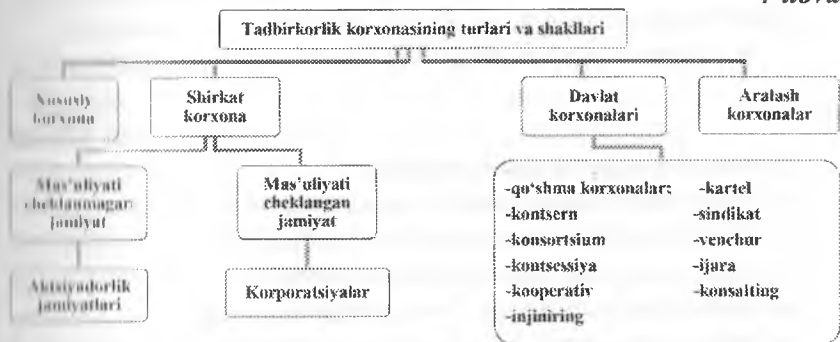 Tadbirkorlik korxonasining turlari va shakllari
Xususiy
korxona
Shirkat
korxona
Davlat
korxonalari
Aralash
korxonalar
Mas'uliyati
cheklanmagan
jamiyat
Mas'uliyati
cheklangan
jamiyat
Aktsiyadorlik
jamiyatlari
Korporatsiyalar
-qo'shma korxonalar;
-kontsern
-konsortsium
-kontsessiya
-kooperativ
-injiniring
-kartel
-sindikat
-venchur
-ijara
-konsalting